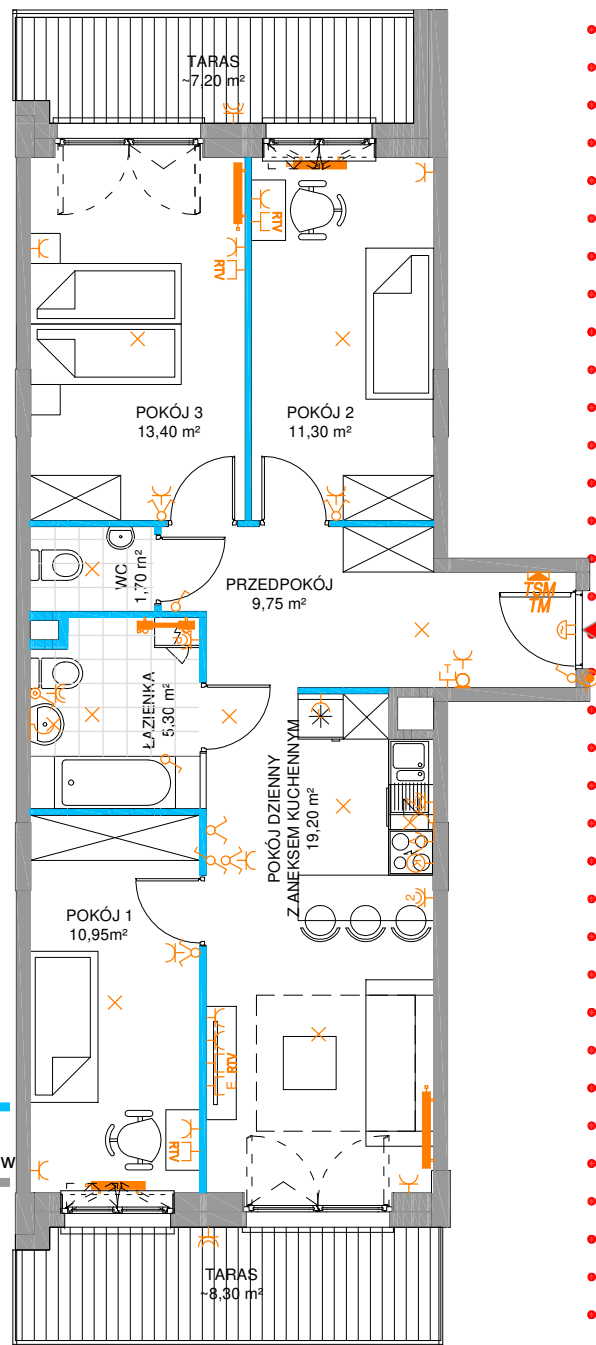 TARAS
~7,20 m²
RTV
RTV
POKÓJ 3
13,40 m²
POKÓJ 2
11,30 m²
WC
1,70 m²
PRZEDPOKÓJ
9,75 m²
TSM
TM
ŁAZIENKA
5,30 m²
POKÓJ DZIENNY
Z ANEKSEM KUCHENNYM
19,20 m²
2
POKÓJ 1
10,95m²
RTV
RTV
W
TARAS
~8,30 m²